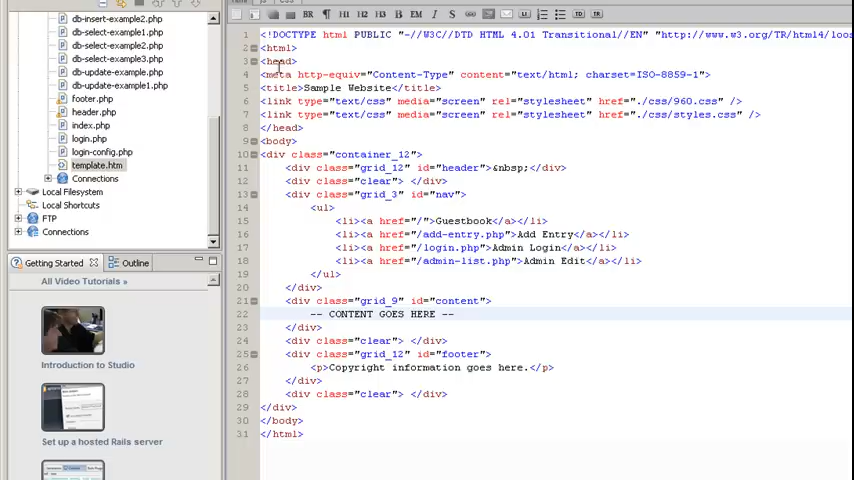 db-insert-example2.php
db-select-example1.php
db-select-example2.php
db-select-example3.php
db-update-example.php
db-update-example1.php
footer.php
header.php
index.php
login.php
login-config.php
template.htm
Connections
Local Filesystem
Local Shortcuts
FTP
Connections
Getting Started
Outline
All Video Tutorials »
Introduction to Studio
Set up a hosted Rails server
BR ¶ H1 H2 H3 B EM I S LI TD TR TB
1 <!DOCTYPE html PUBLIC "-//W3C//DTD HTML 4.01 Transitional//EN" "http://www.w3.org/TR/html4/loos
2 <html>
3 <head>
4 <meta http-equiv="Content-Type" content="text/html; charset=ISO-8859-1">
5 <title>Sample Website</title>
6 <link type="text/css" media="screen" rel="stylesheet" href="./css/960.css" />
7 <link type="text/css" media="screen" rel="stylesheet" href="./css/styles.css" />
8 </head>
9 <body>
10 <div class="container_12">
11 <div class="grid_12" id="header">&nbsp;</div>
12 <div class="clear"> </div>
13 <div class="grid_3" id="nav">
14 <ul>
15 <li><a href="/">Guestbook</a></li>
16 <li><a href="/add-entry.php">Add Entry</a></li>
17 <li><a href="/login.php">Admin Login</a></li>
18 <li><a href="/admin-list.php">Admin Edit</a></li>
19 </ul>
20 </div>
21 <div class="grid_9" id="content">
22 -- CONTENT GOES HERE --
23 </div>
24 <div class="clear"> </div>
25 <div class="grid_12" id="footer">
26 <p>Copyright information goes here.</p>
27 </div>
28 <div class="clear"> </div>
29 </div>
30 </body>
31 </html>